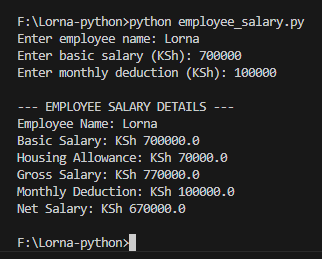 F:\Lorna-python>python employee_salary.py
Enter employee name: Lorna
Enter basic salary (KSh): 700000
Enter monthly deduction (KSh): 100000
--- EMPLOYEE SALARY DETAILS ---
Employee Name: Lorna
Basic Salary: KSh 700000.0
Housing Allowance: KSh 70000.0
Gross Salary: KSh 770000.0
Monthly Deduction: KSh 100000.0
Net Salary: KSh 670000.0
F:\Lorna-python>